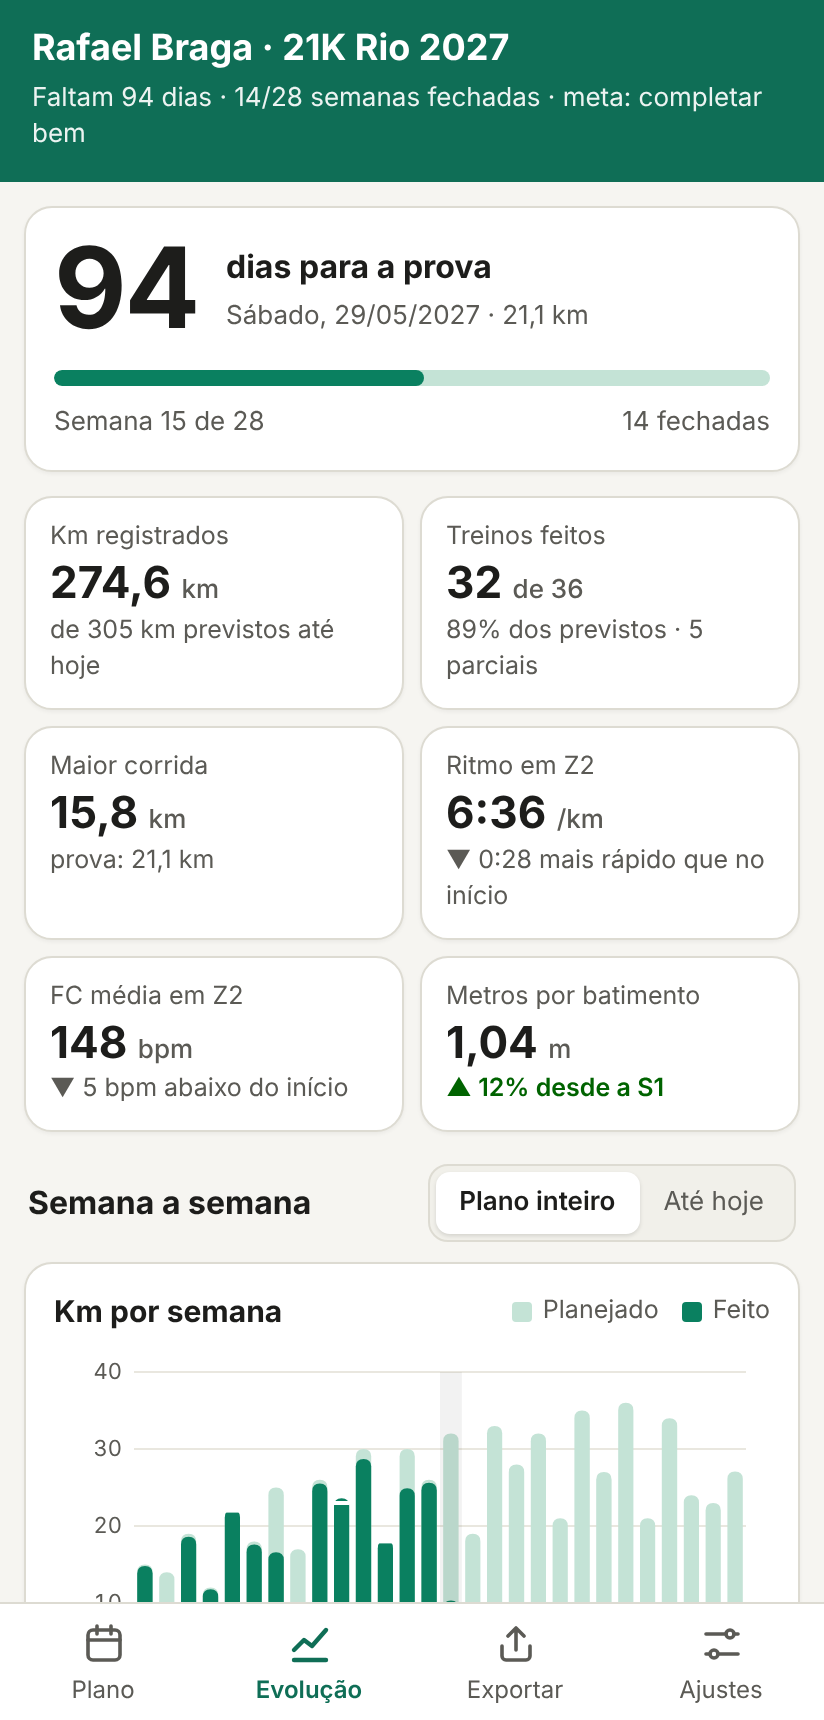 Rafael Braga · 21K Rio 2027
Faltam 94 dias · 14/28 semanas fechadas · meta: completar
bem
94
dias para a prova
Sábado, 29/05/2027 · 21,1 km
Semana 15 de 28
14 fechadas
Km registrados
274,6 km
de 305 km previstos até
hoje
Treinos feitos
32 de 36
89% dos previstos · 5
parciais
Maior corrida
15,8 km
prova: 21,1 km
Ritmo em Z2
6:36 /km
▼ 0:28 mais rápido que no
início
FC média em Z2
148 bpm
▼ 5 bpm abaixo do início
Metros por batimento
1,04 m
▲ 12% desde a S1
Semana a semana
Plano inteiro
Até hoje
Km por semana
Planejado
Feito
40
30
20
10
Plano
Evolução
Exportar
Ajustes